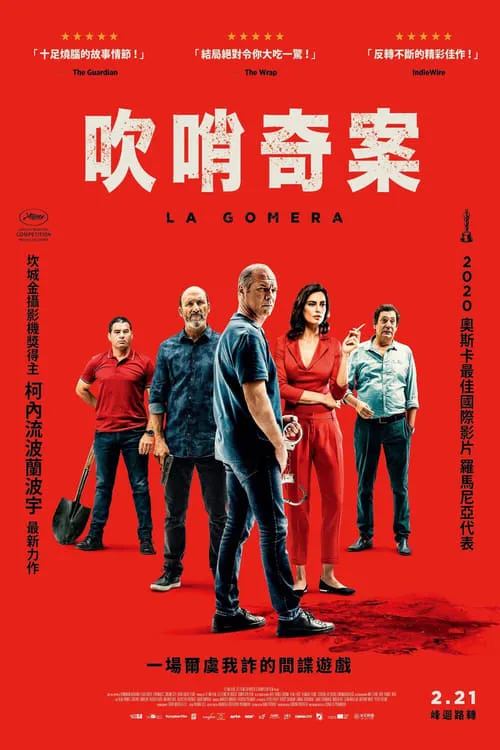 「十足燒腦的故事情節！」
The Guardian
「結局絕對令你大吃一驚！」
The Wrap
「反轉不斷的精彩佳作！」
IndieWire
吹哨奇案
LA GOMERA
COMPETITION
坎城金攝影機獎得主 柯內流波蘭波宇 最新力作
2020 奧斯卡最佳國際影片 羅馬尼亞代表
一場爾虞我詐的間諜遊戲
2.21
峰迴路轉